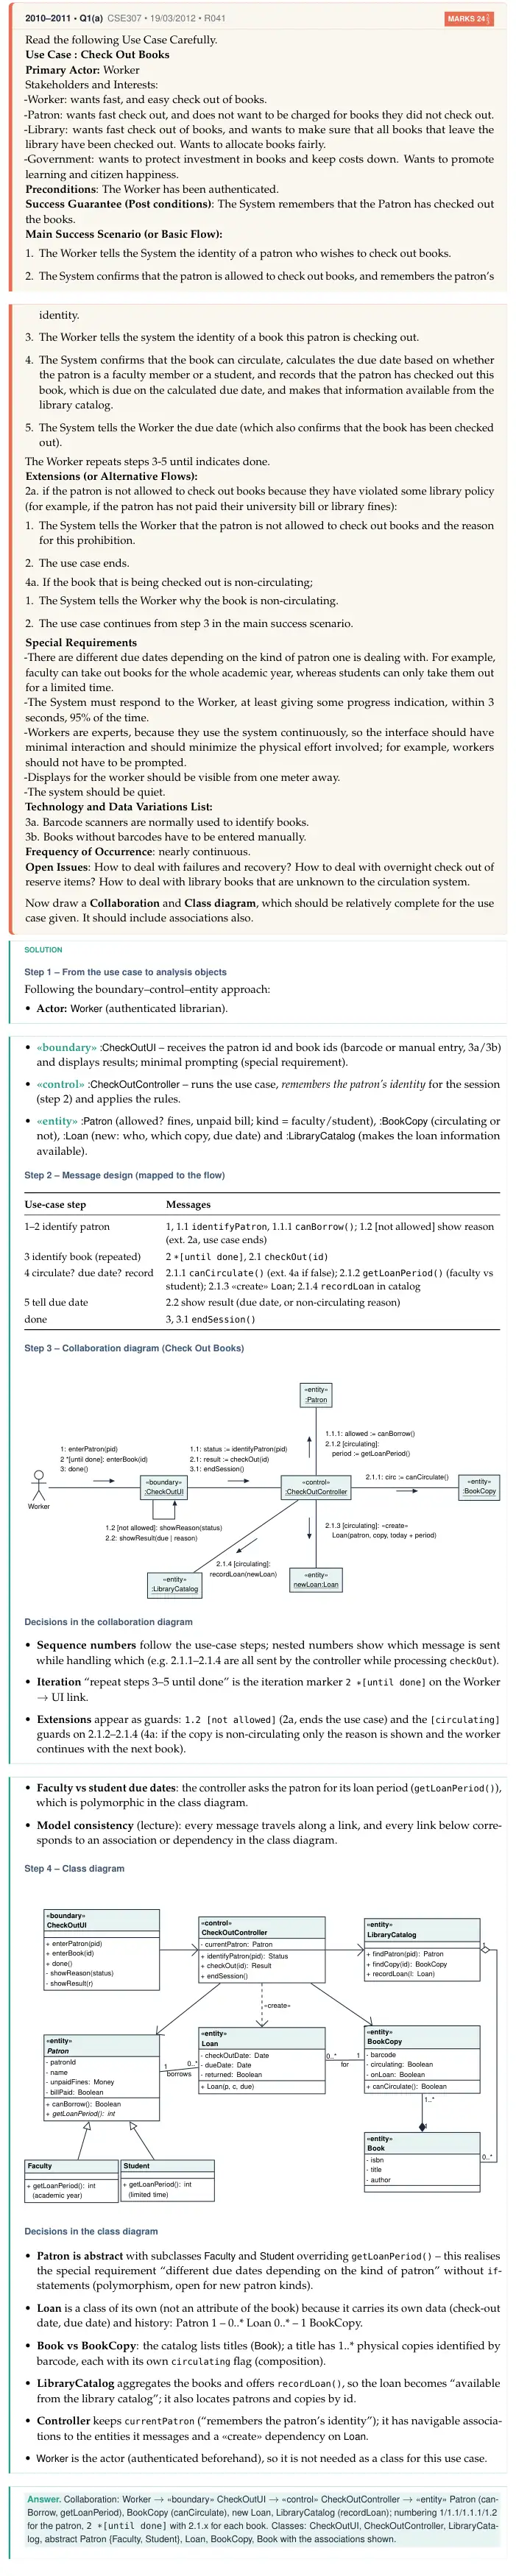 2010–2011 • Q1(a) CSE307 • 19/03/2012 • R041
MARKS 24
Read the following Use Case Carefully.
Use Case : Check Out Books
Primary Actor: Worker
Stakeholders and Interests:
-Worker: wants fast, and easy check out of books.
-Patron: wants fast check out, and does not want to be charged for books they did not check out.
-Library: wants fast check out of books, and wants to make sure that all books that leave the
library have been checked out. Wants to allocate books fairly.
-Government: wants to protect investment in books and keep costs down. Wants to promote
learning and citizen happiness.
Preconditions: The Worker has been authenticated.
Success Guarantee (Post conditions): The System remembers that the Patron has checked out
the books.
Main Success Scenario (or Basic Flow):
1. The Worker tells the System the identity of a patron who wishes to check out books.
2. The System confirms that the patron is allowed to check out books, and remembers the patron's
identity.
3. The Worker tells the system the identity of a book this patron is checking out.
4. The System confirms that the book can circulate, calculates the due date based on whether
the patron is a faculty member or a student, and records that the patron has checked out this
book, which is due on the calculated due date, and makes that information available from the
library catalog.
5. The System tells the Worker the due date (which also confirms that the book has been checked
out).
The Worker repeats steps 3-5 until indicates done.
Extensions (or Alternative Flows):
2a. if the patron is not allowed to check out books because they have violated some library policy
(for example, if the patron has not paid their university bill or library fines):
1. The System tells the Worker that the patron is not allowed to check out books and the reason
for this prohibition.
2. The use case ends.
4a. If the book that is being checked out is non-circulating;
1. The System tells the Worker why the book is non-circulating.
2. The use case continues from step 3 in the main success scenario.
Special Requirements
-There are different due dates depending on the kind of patron one is dealing with. For example,
faculty can take out books for the whole academic year, whereas students can only take them out
for a limited time.
-The System must respond to the Worker, at least giving some progress indication, within 3
seconds, 95% of the time.
-Workers are experts, because they use the system continuously, so the interface should have
minimal interaction and should minimize the physical effort involved; for example, workers
should not have to be prompted.
-Displays for the worker should be visible from one meter away.
-The system should be quiet.
Technology and Data Variations List:
3a. Barcode scanners are normally used to identify books.
3b. Books without barcodes have to be entered manually.
Frequency of Occurrence: nearly continuous.
Open Issues: How to deal with failures and recovery? How to deal with overnight check out of
reserve items? How to deal with library books that are unknown to the circulation system.
Now draw a Collaboration and Class diagram, which should be relatively complete for the use
case given. It should include associations also.
SOLUTION
Step 1 – From the use case to analysis objects
Following the boundary–control–entity approach:
• Actor: Worker (authenticated librarian).
• «boundary» :CheckOutUI – receives the patron id and book ids (barcode or manual entry, 3a/3b)
and displays results; minimal prompting (special requirement).
• «control» :CheckOutController – runs the use case, remembers the patron's identity for the session
(step 2) and applies the rules.
• «entity» :Patron (allowed? fines, unpaid bill; kind = faculty/student), :BookCopy (circulating or
not), :Loan (new: who, which copy, due date) and :LibraryCatalog (makes the loan information
available).
Step 2 – Message design (mapped to the flow)
Use-case step Messages
1–2 identify patron 1, 1.1 identifyPatron, 1.1.1 canBorrow(); 1.2 [not allowed] show reason
(ext. 2a, use case ends)
3 identify book (repeated) 2 *[until done], 2.1 checkOut(id)
4 circulate? due date? record 2.1.1 canCirculate() (ext. 4a if false); 2.1.2 getLoanPeriod() (faculty vs
student); 2.1.3 «create» Loan; 2.1.4 recordLoan in catalog
5 tell due date 2.2 show result (due date, or non-circulating reason)
done 3, 3.1 endSession()
Step 3 – Collaboration diagram (Check Out Books)
«entity»
:Patron
1.1.1: allowed := canBorrow()
2.1.2 [circulating]:
period := getLoanPeriod()
1: enterPatron(pid)
2 *[until done]: enterBook(id)
3: done()
1.1: status := identifyPatron(pid)
2.1: result := checkOut(id)
3.1: endSession()
2.1.1: circ := canCirculate()
Worker
«boundary»
:CheckOutUI
«control»
:CheckOutController
«entity»
:BookCopy
1.2 [not allowed]: showReason(status)
2.2: showResult(due | reason)
2.1.3 [circulating]: «create»
Loan(patron, copy, today + period)
2.1.4 [circulating]:
recordLoan(newLoan)
«entity»
:LibraryCatalog
«entity»
newLoan:Loan
Decisions in the collaboration diagram
• Sequence numbers follow the use-case steps; nested numbers show which message is sent
while handling which (e.g. 2.1.1–2.1.4 are all sent by the controller while processing checkOut).
• Iteration "repeat steps 3–5 until done" is the iteration marker 2 *[until done] on the Worker
→ UI link.
• Extensions appear as guards: 1.2 [not allowed] (2a, ends the use case) and the [circulating]
guards on 2.1.2–2.1.4 (4a: if the copy is non-circulating only the reason is shown and the worker
continues with the next book).
• Faculty vs student due dates: the controller asks the patron for its loan period (getLoanPeriod()),
which is polymorphic in the class diagram.
• Model consistency (lecture): every message travels along a link, and every link below corre-
sponds to an association or dependency in the class diagram.
Step 4 – Class diagram
«boundary»
CheckOutUI
+ enterPatron(pid)
+ enterBook(id)
+ done()
- showReason(status)
- showResult(r)
«control»
CheckOutController
- currentPatron: Patron
+ identifyPatron(pid): Status
+ checkOut(id): Result
+ endSession()
«entity»
LibraryCatalog
+ findPatron(pid): Patron
+ findCopy(id): BookCopy
+ recordLoan(l: Loan)
1
«create»
«entity»
Patron
- patronId
- name
- unpaidFines: Money
- billPaid: Boolean
+ canBorrow(): Boolean
+ getLoanPeriod(): int
1 0..*
borrows
«entity»
Loan
- checkOutDate: Date
- dueDate: Date
- returned: Boolean
+ Loan(p, c, due)
0..* 1
for
«entity»
BookCopy
- barcode
- circulating: Boolean
- onLoan: Boolean
+ canCirculate(): Boolean
1..*
Faculty
+ getLoanPeriod(): int
(academic year)
Student
+ getLoanPeriod(): int
(limited time)
«entity»
Book
- isbn
- title
- author
0..*
Decisions in the class diagram
• Patron is abstract with subclasses Faculty and Student overriding getLoanPeriod() – this realises
the special requirement "different due dates depending on the kind of patron" without if-
statements (polymorphism, open for new patron kinds).
• Loan is a class of its own (not an attribute of the book) because it carries its own data (check-out
date, due date) and history: Patron 1 – 0..* Loan 0..* – 1 BookCopy.
• Book vs BookCopy: the catalog lists titles (Book); a title has 1..* physical copies identified by
barcode, each with its own circulating flag (composition).
• LibraryCatalog aggregates the books and offers recordLoan(), so the loan becomes "available
from the library catalog"; it also locates patrons and copies by id.
• Controller keeps currentPatron ("remembers the patron's identity"); it has navigable associa-
tions to the entities it messages and a «create» dependency on Loan.
• Worker is the actor (authenticated beforehand), so it is not needed as a class for this use case.
Answer. Collaboration: Worker → «boundary» CheckOutUI → «control» CheckOutController → «entity» Patron (can-
Borrow, getLoanPeriod), BookCopy (canCirculate), new Loan, LibraryCatalog (recordLoan); numbering 1/1.1/1.1.1/1.2
for the patron, 2 *[until done] with 2.1.x for each book. Classes: CheckOutUI, CheckOutController, LibraryCata-
log, abstract Patron {Faculty, Student}, Loan, BookCopy, Book with the associations shown.